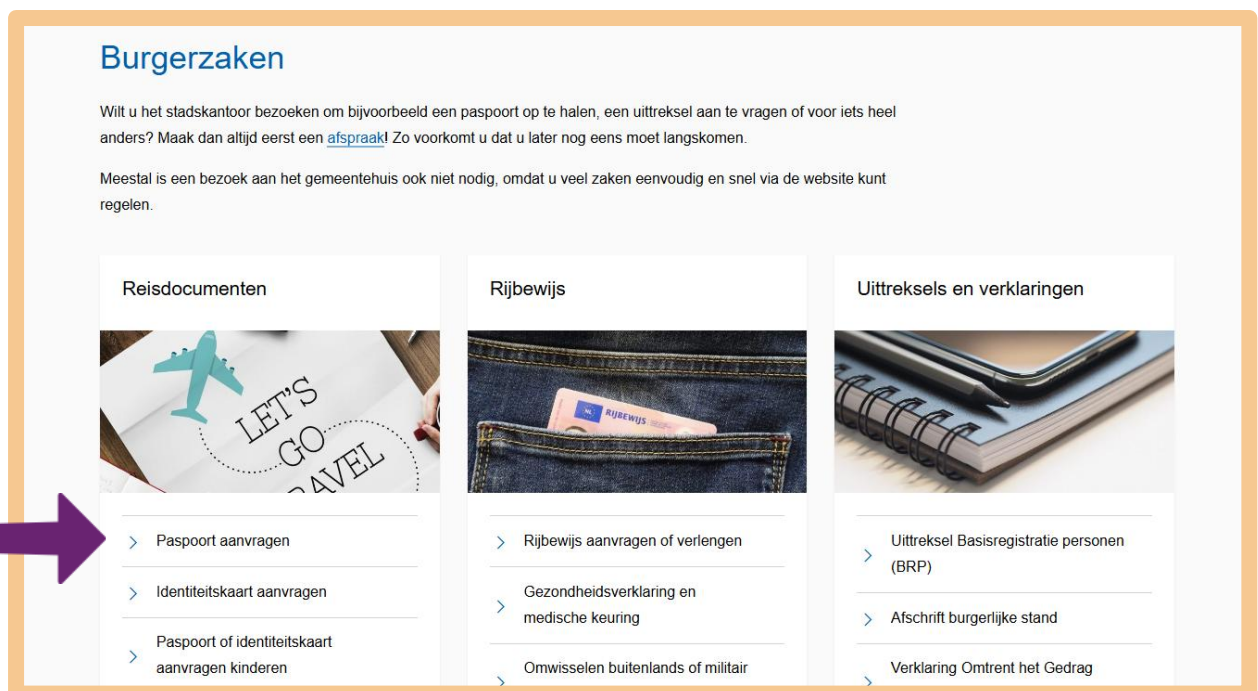 Burgerzaken
Wilt u het stadskantoor bezoeken om bijvoorbeeld een paspoort op te halen, een uittreksel aan te vragen of voor iets heel
anders? Maak dan altijd eerst een afspraak! Zo voorkomt u dat u later nog eens moet langskomen.
Meestal is een bezoek aan het gemeentehuis ook niet nodig, omdat u veel zaken eenvoudig en snel via de website kunt
regelen.
Reisdocumenten
LET'S
GO
RAVEL
Paspoort aanvragen
Identiteitskaart aanvragen
Paspoort of identiteitskaart
aanvragen kinderen
Rijbewijs
NL RIJBEWIJS
Rijbewijs aanvragen of verlengen
Gezondheidsverklaring en
medische keuring
Omwisselen buitenlands of militair
Uittreksels en verklaringen
Uittreksel Basisregistratie personen
(BRP)
Afschrift burgerlijke stand
Verklaring Omtrent het Gedrag